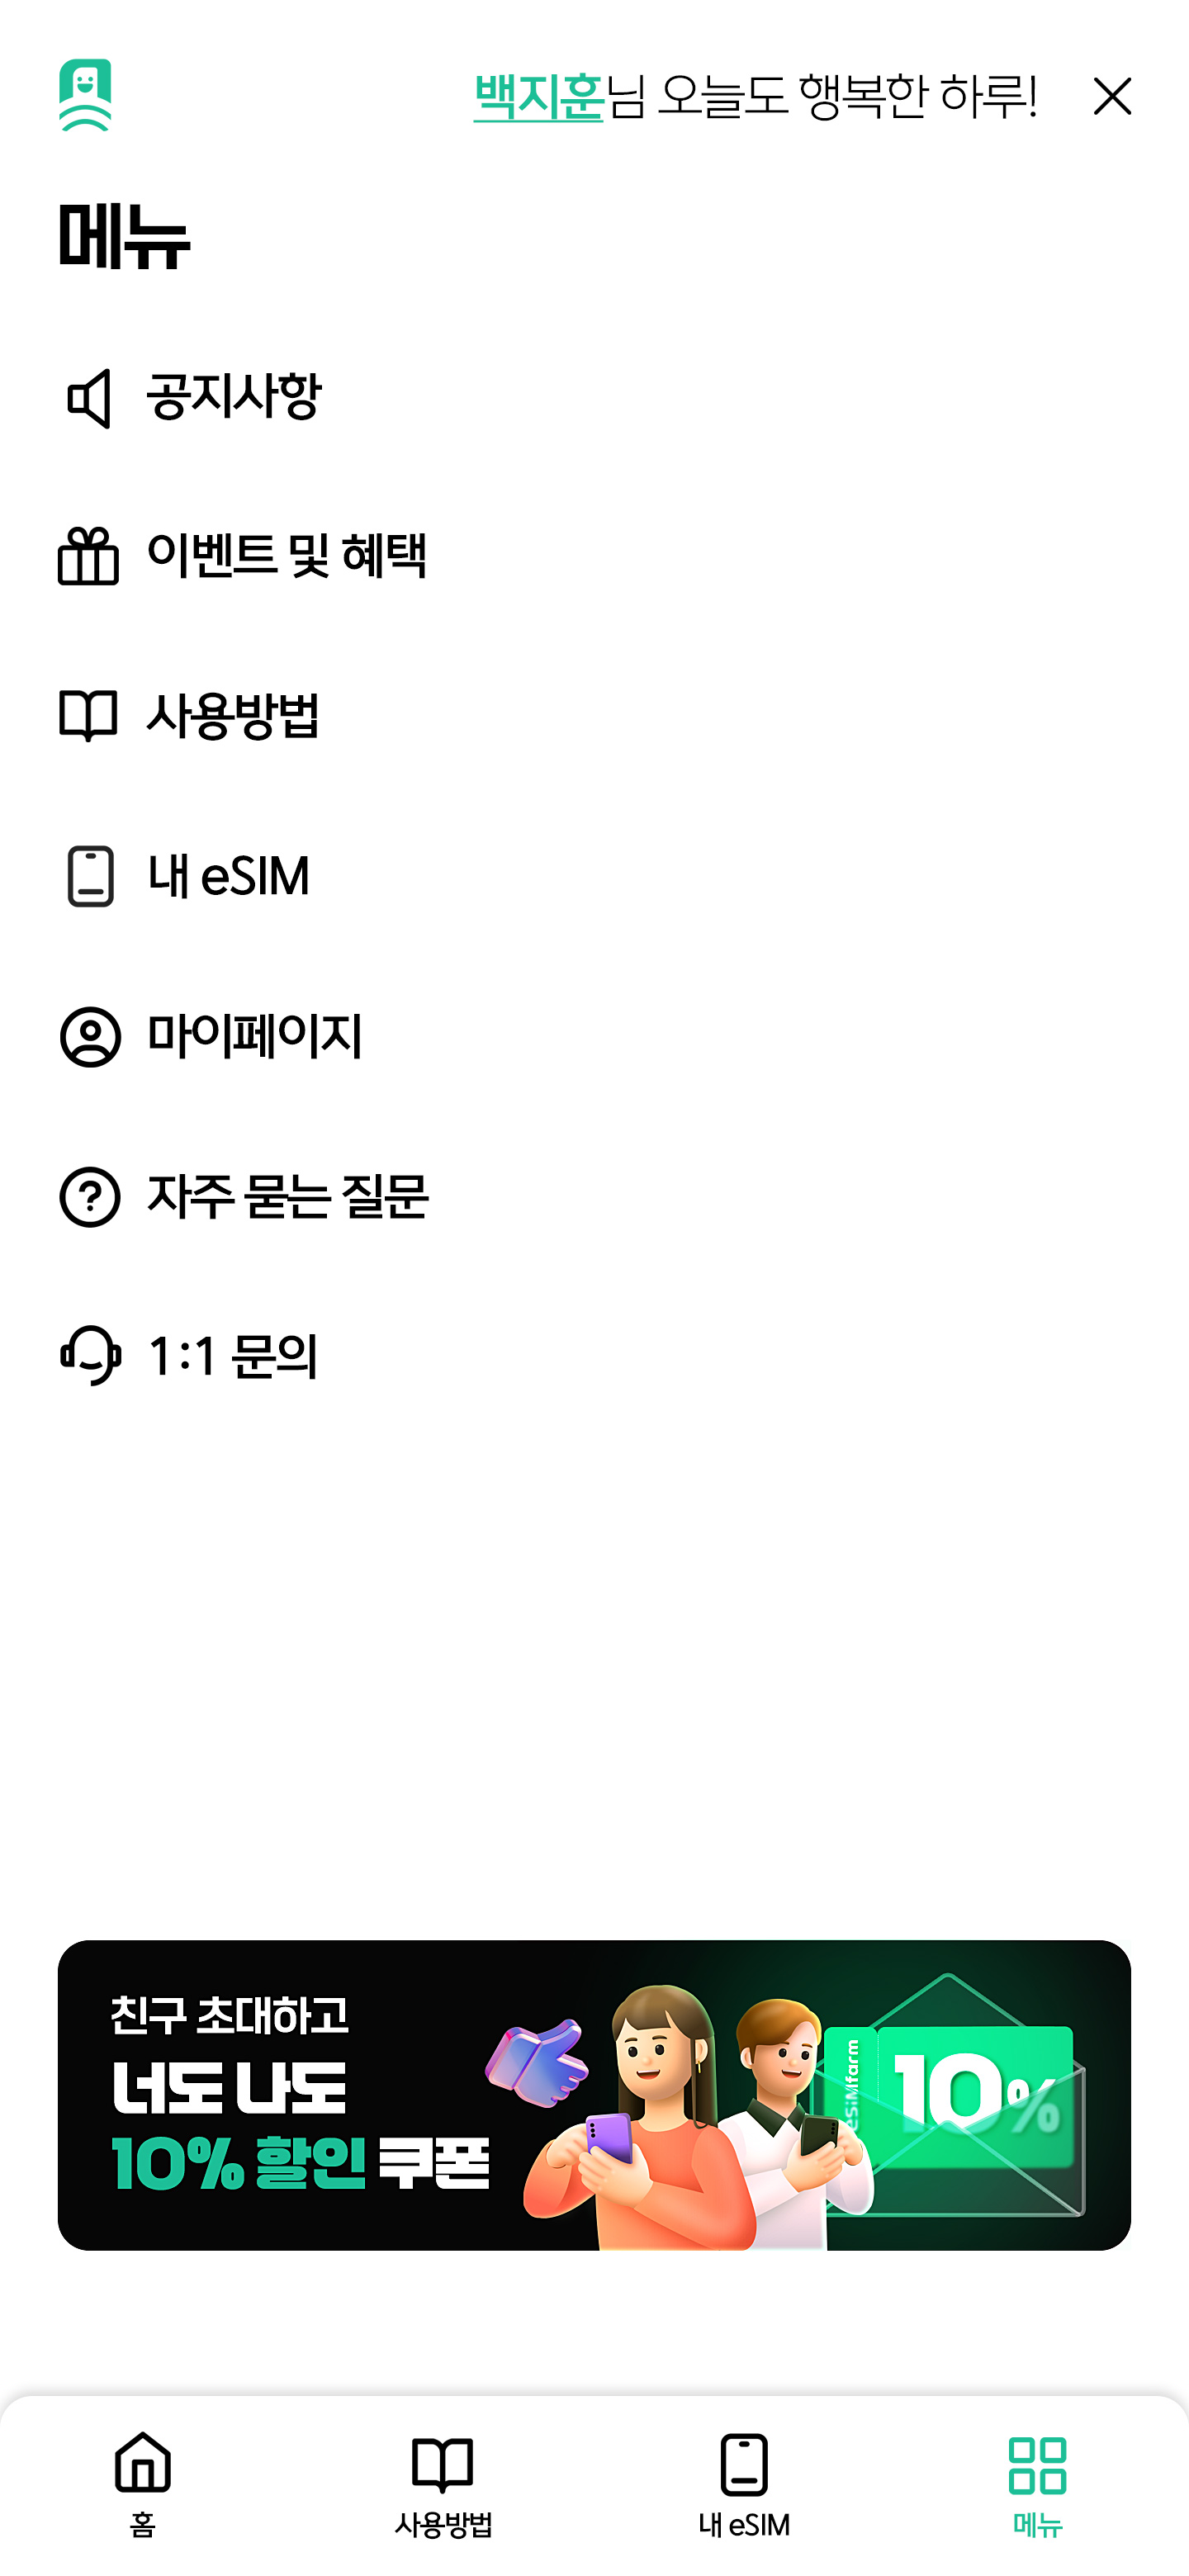 백지훈님 오늘도 행복한 하루!
메뉴
공지사항
이벤트 및 혜택
사용방법
내 eSIM
마이페이지
자주 묻는 질문
1:1 문의
친구 초대하고
너도 나도
10% 할인 쿠폰
eSiMfarm
10%
홈
사용방법
내 eSIM
메뉴